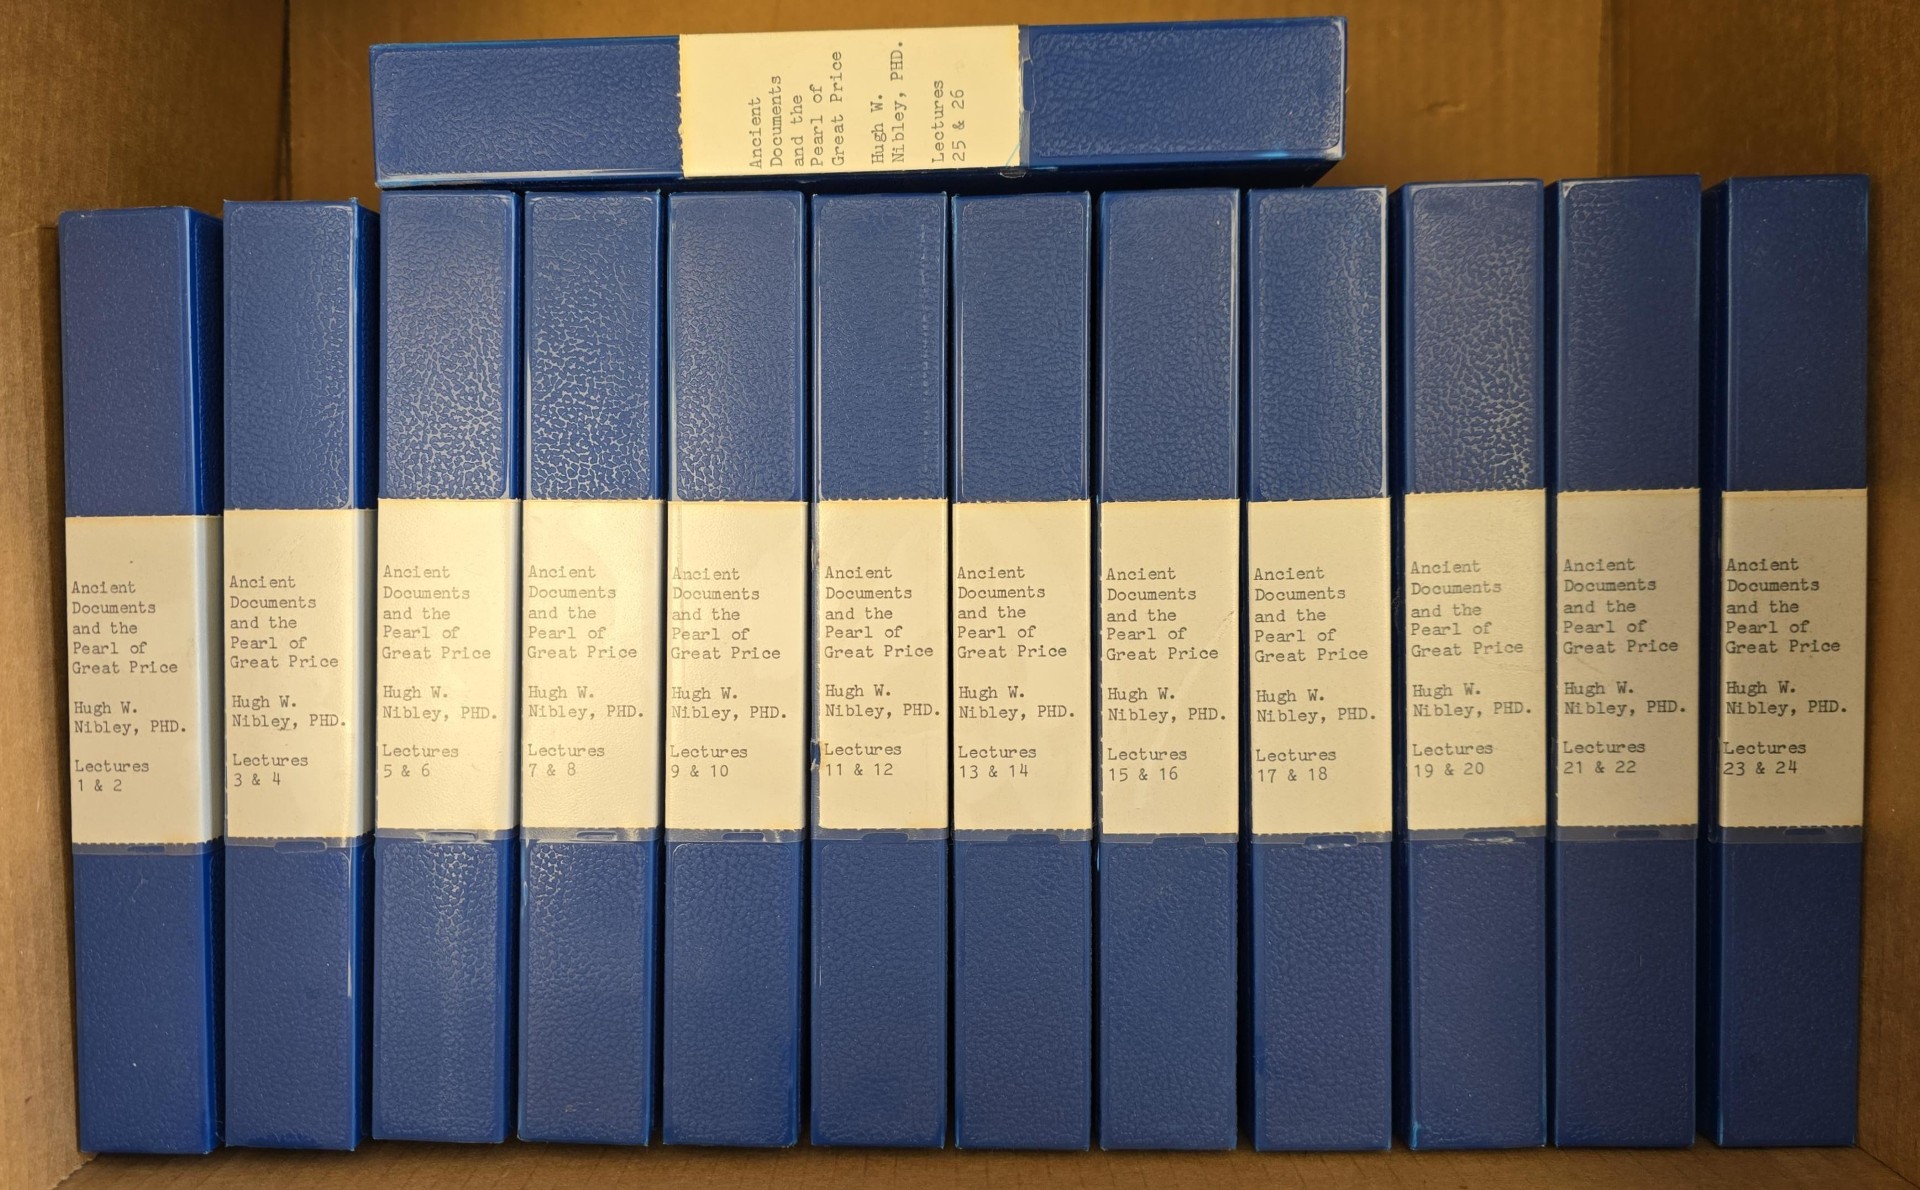 Ancient
Documents
and the
Pearl of
Great Price
Hugh W.
Nibley, PHD.
Lectures
25 & 26
Ancient
Documents
and the
Pearl of
Great Price
Hugh W.
Nibley, PHD.
Lectures
1 & 2
Ancient
Documents
and the
Pearl of
Great Price
Hugh W.
Nibley, PHD.
Lectures
3 & 4
Ancient
Documents
and the
Pearl of
Great Price
Hugh W.
Nibley, PHD.
Lectures
5 & 6
Ancient
Documents
and the
Pearl of
Great Price
Hugh W.
Nibley, PHD.
Lectures
7 & 8
Ancient
Documents
and the
Pearl of
Great Price
Hugh W.
Nibley, PHD.
Lectures
9 & 10
Ancient
Documents
and the
Pearl of
Great Price
Hugh W.
Nibley, PHD.
Lectures
11 & 12
Ancient
Documents
and the
Pearl of
Great Price
Hugh W.
Nibley, PHD.
Lectures
13 & 14
Ancient
Documents
and the
Pearl of
Great Price
Hugh W.
Nibley, PHD.
Lectures
15 & 16
Ancient
Documents
and the
Pearl of
Great Price
Hugh W.
Nibley, PHD.
Lectures
17 & 18
Ancient
Documents
and the
Pearl of
Great Price
Hugh W.
Nibley, PHD.
Lectures
19 & 20
Ancient
Documents
and the
Pearl of
Great Price
Hugh W.
Nibley, PHD.
Lectures
21 & 22
Ancient
Documents
and the
Pearl of
Great Price
Hugh W.
Nibley, PHD.
Lectures
23 & 24